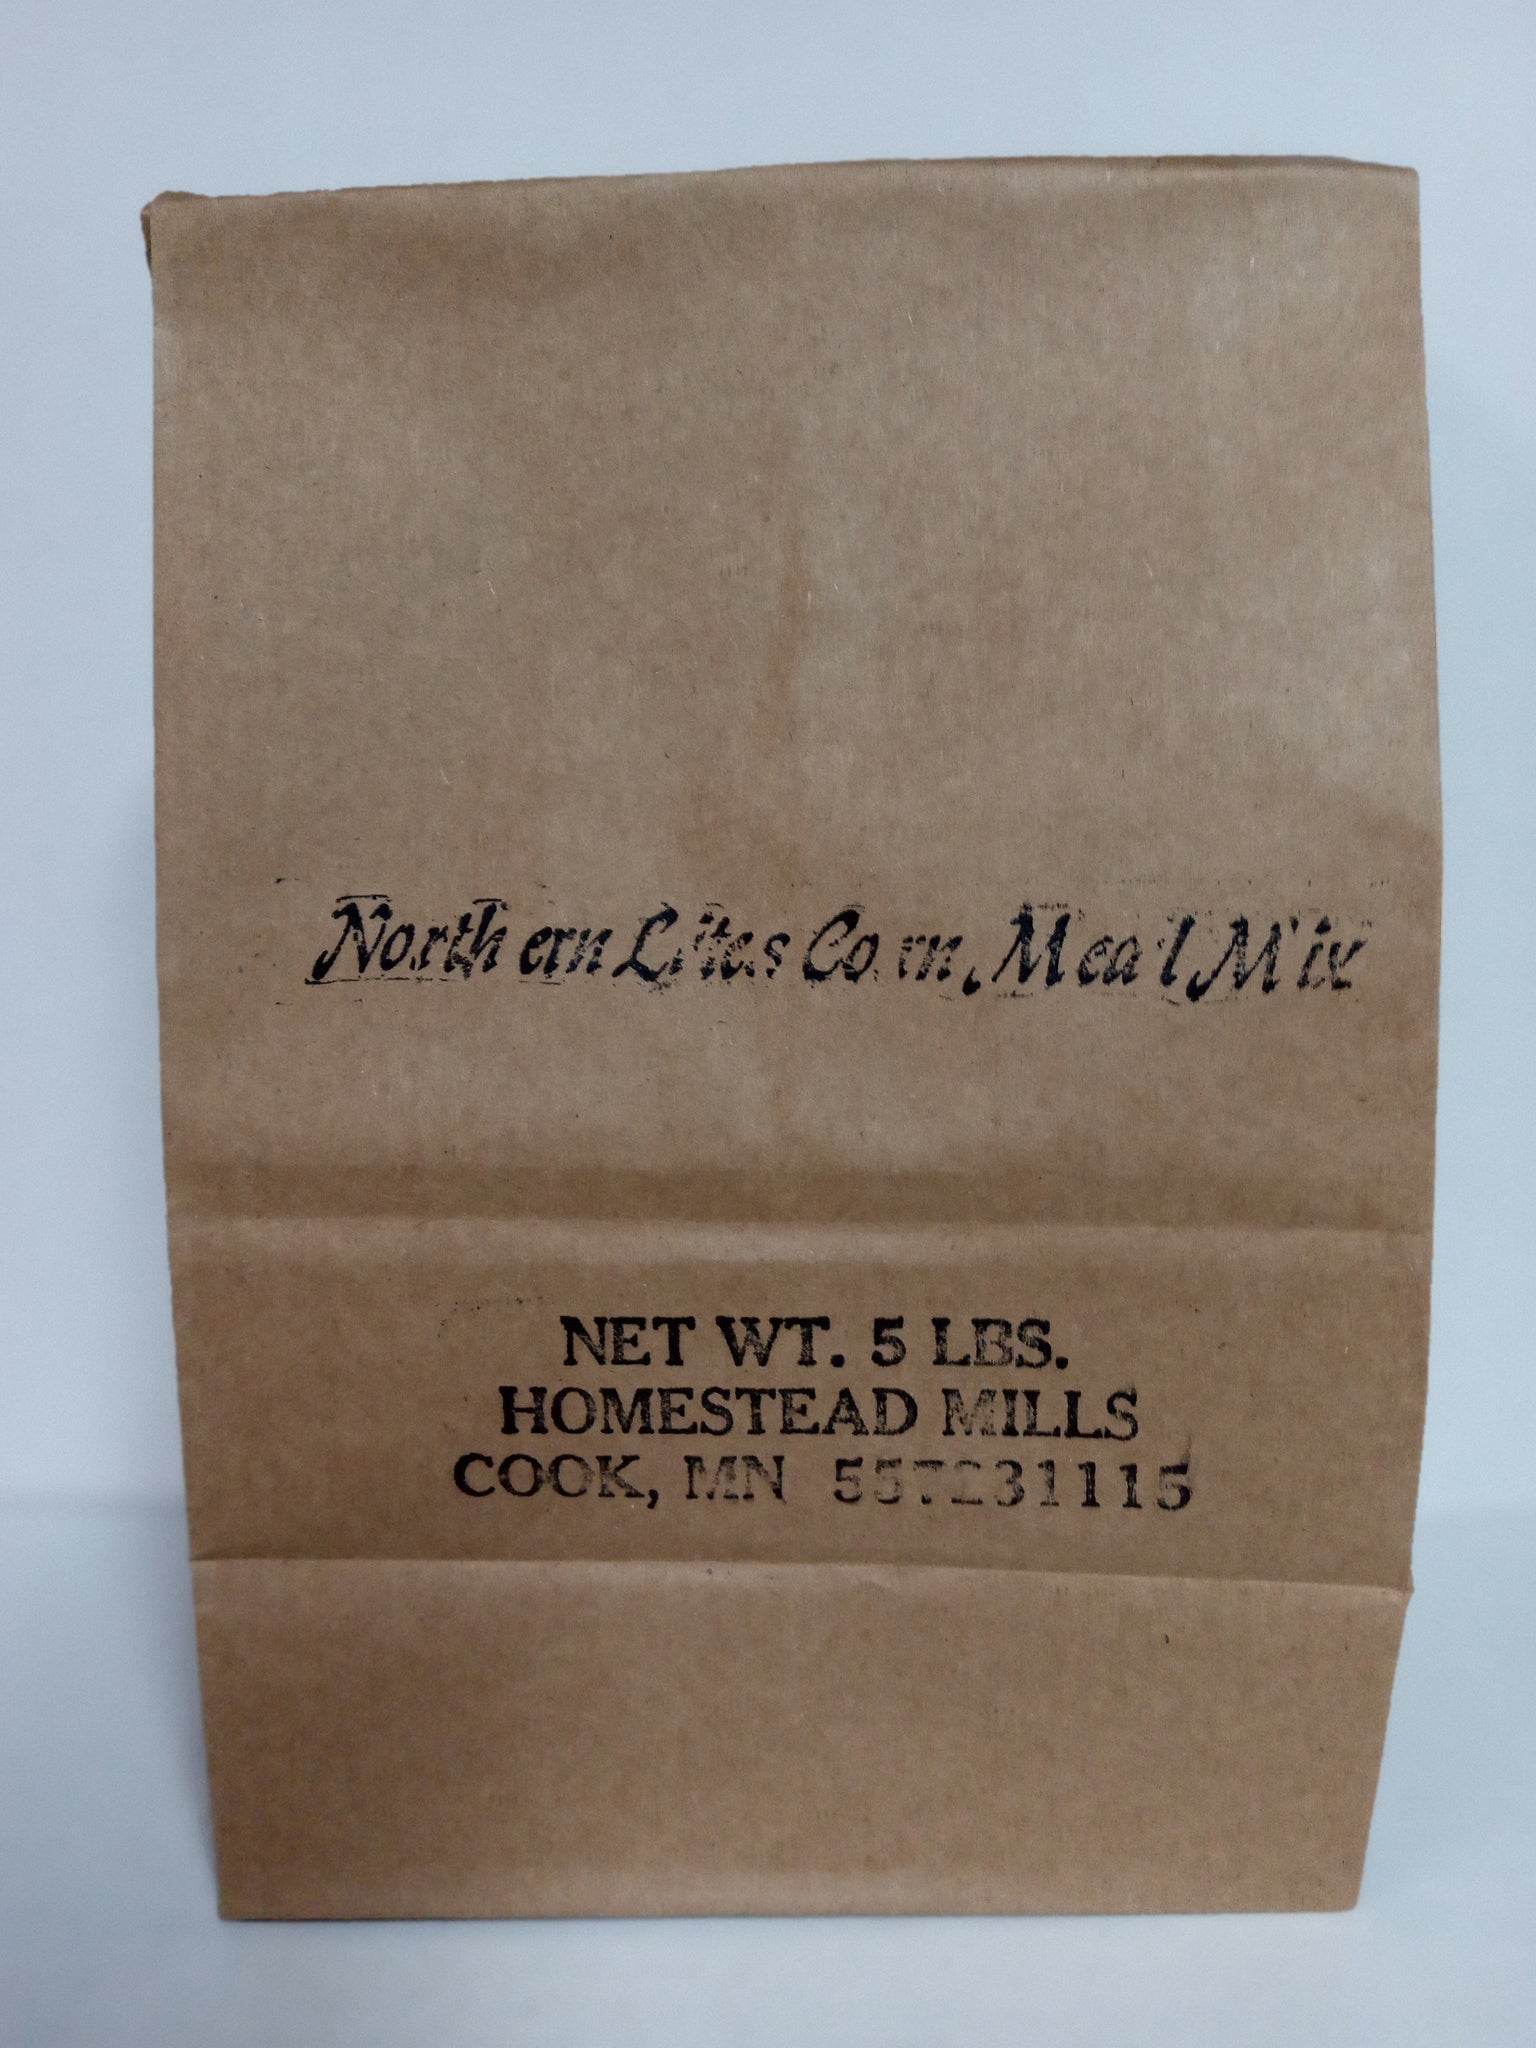 Northern Lites Corn Meal Mix
NET WT. 5 LBS.
HOMESTEAD MILLS
COOK, MN 557231115